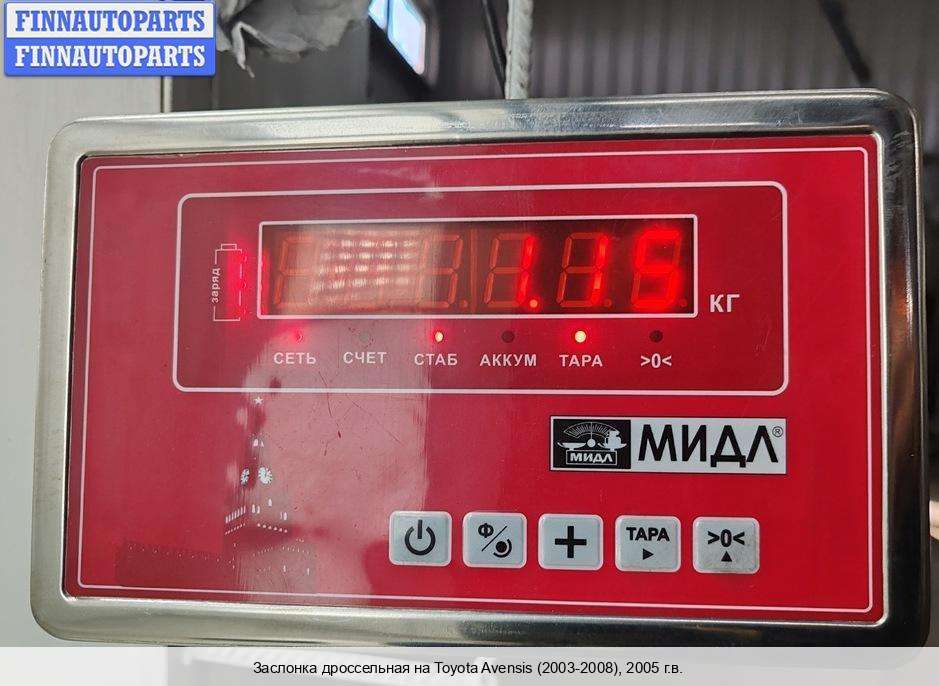 FINNAUTOPARTS
FINNAUTOPARTS
заряд
1.15
КГ
СЕТЬ СЧЕТ СТАБ АККУМ ТАРА >0<
МИДЛ МИДЛ®
Ф/ + ТАРА >0<
Заслонка дроссельная на Toyota Avensis (2003-2008), 2005 г.в.